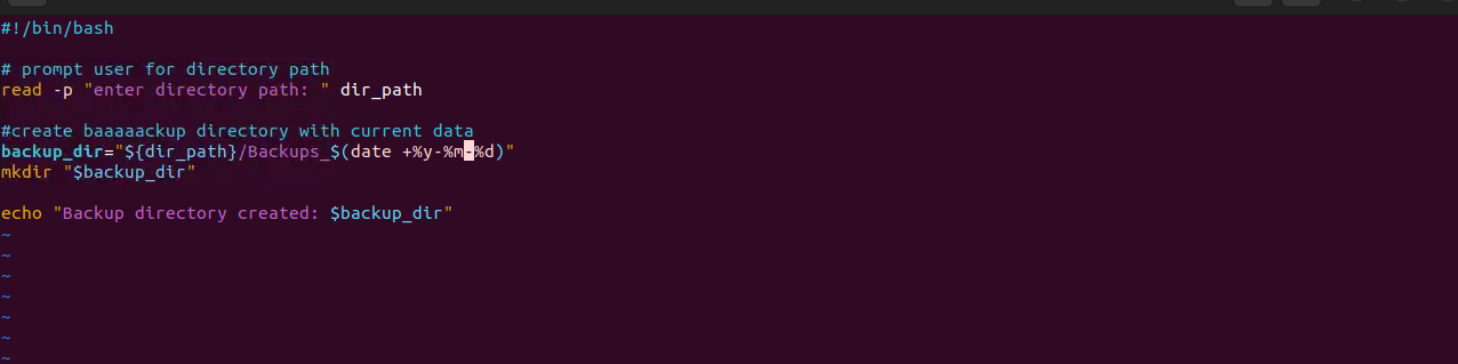 #!/bin/bash
# prompt user for directory path
read -p "enter directory path: " dir_path
#create baaaaackup directory with current data
backup_dir="${dir_path}/Backups_$(date +%y-%m-%d)"
mkdir "$backup_dir"
echo "Backup directory created: $backup_dir"
~
~
~
~
~
~
~